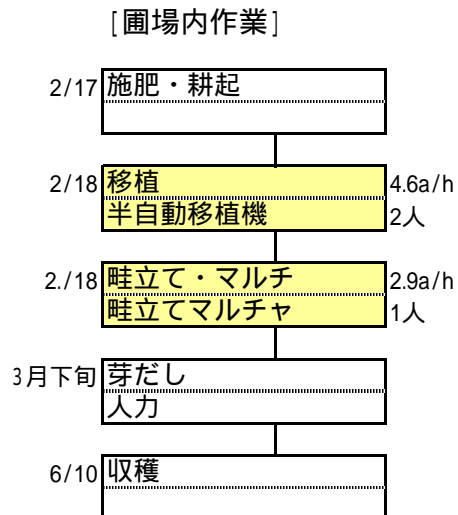 [圃場内作業]
2/17 施肥・耕起
2/18 移植 4.6a/h
半自動移植機 2人
2./18 畦立て・マルチ 2.9a/h
畦立てマルチャ 1人
3月下旬 芽だし
人力
6/10 収穫